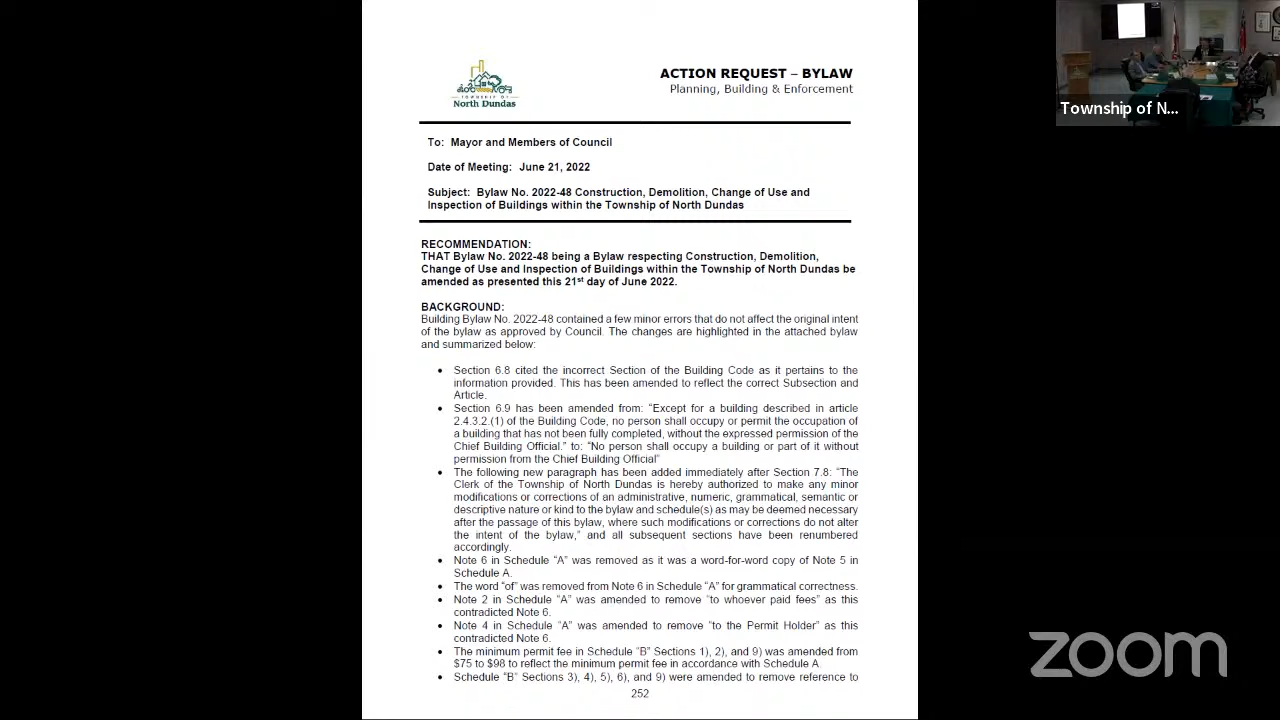 TOWNSHIP OF
North Dundas
ACTION REQUEST – BYLAW
Planning, Building & Enforcement
To: Mayor and Members of Council
Date of Meeting: June 21, 2022
Subject: Bylaw No. 2022-48 Construction, Demolition, Change of Use and
Inspection of Buildings within the Township of North Dundas
RECOMMENDATION:
THAT Bylaw No. 2022-48 being a Bylaw respecting Construction, Demolition,
Change of Use and Inspection of Buildings within the Township of North Dundas be
amended as presented this 21st day of June 2022.
BACKGROUND:
Building Bylaw No. 2022-48 contained a few minor errors that do not affect the original intent
of the bylaw as approved by Council. The changes are highlighted in the attached bylaw
and summarized below:
• Section 6.8 cited the incorrect Section of the Building Code as it pertains to the
information provided. This has been amended to reflect the correct Subsection and
Article.
• Section 6.9 has been amended from: “Except for a building described in article
2.4.3.2.(1) of the Building Code, no person shall occupy or permit the occupation of
a building that has not been fully completed, without the expressed permission of the
Chief Building Official.” to: “No person shall occupy a building or part of it without
permission from the Chief Building Official”
• The following new paragraph has been added immediately after Section 7.8: “The
Clerk of the Township of North Dundas is hereby authorized to make any minor
modifications or corrections of an administrative, numeric, grammatical, semantic or
descriptive nature or kind to the bylaw and schedule(s) as may be deemed necessary
after the passage of this bylaw, where such modifications or corrections do not alter
the intent of the bylaw,” and all subsequent sections have been renumbered
accordingly.
• Note 6 in Schedule “A” was removed as it was a word-for-word copy of Note 5 in
Schedule A.
• The word “of” was removed from Note 6 in Schedule “A” for grammatical correctness.
• Note 2 in Schedule “A” was amended to remove “to whoever paid fees” as this
contradicted Note 6.
• Note 4 in Schedule “A” was amended to remove “to the Permit Holder” as this
contradicted Note 6.
• The minimum permit fee in Schedule “B” Sections 1), 2), and 9) was amended from
$75 to $98 to reflect the minimum permit fee in accordance with Schedule A.
• Schedule “B” Sections 3), 4), 5), 6), and 9) were amended to remove reference to
252
Township of N...
zoom